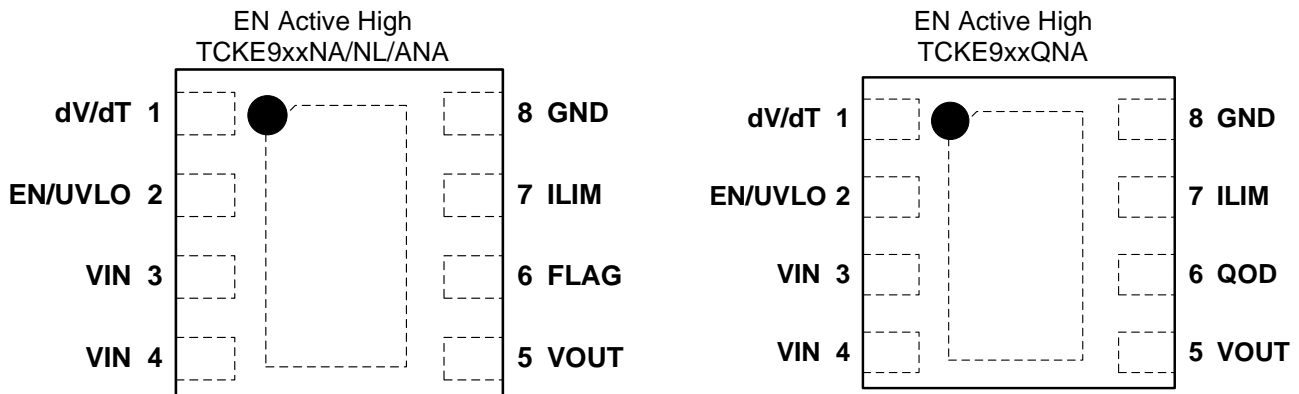 EN Active High
TCKE9xxNA/NL/ANA
dV/dT 1
8 GND
EN/UVLO 2
7 ILIM
VIN 3
6 FLAG
VIN 4
5 VOUT
EN Active High
TCKE9xxQNA
dV/dT 1
8 GND
EN/UVLO 2
7 ILIM
VIN 3
6 QOD
VIN 4
5 VOUT